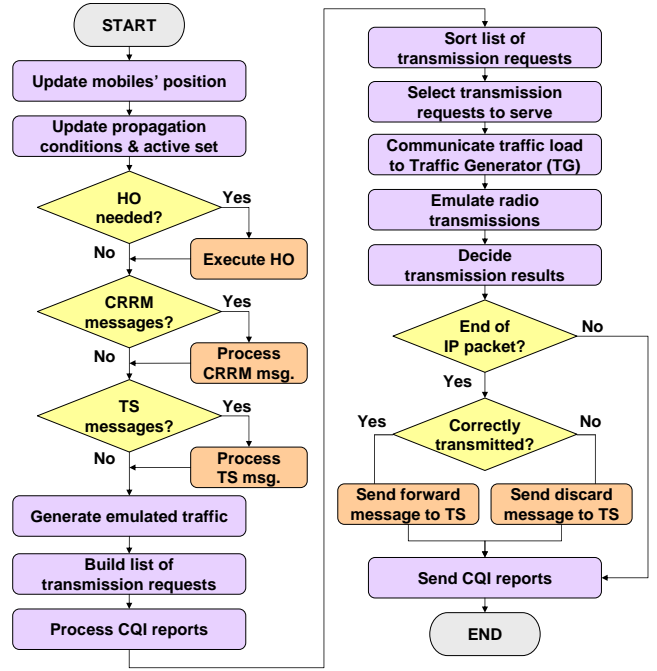 START
Update mobiles' position
Update propagation
conditions & active set
HO
needed?
Yes
No
Execute HO
CRRM
messages?
Yes
No
Process
CRRM msg.
TS
messages?
Yes
No
Process
TS msg.
Generate emulated traffic
Build list of
transmission requests
Process CQI reports
Sort list of
transmission requests
Select transmission
requests to serve
Communicate traffic load
to Traffic Generator (TG)
Emulate radio
transmissions
Decide
transmission results
End of
IP packet?
No
Yes
Correctly
transmitted?
Yes
No
Send forward
message to TS
Send discard
message to TS
Send CQI reports
END